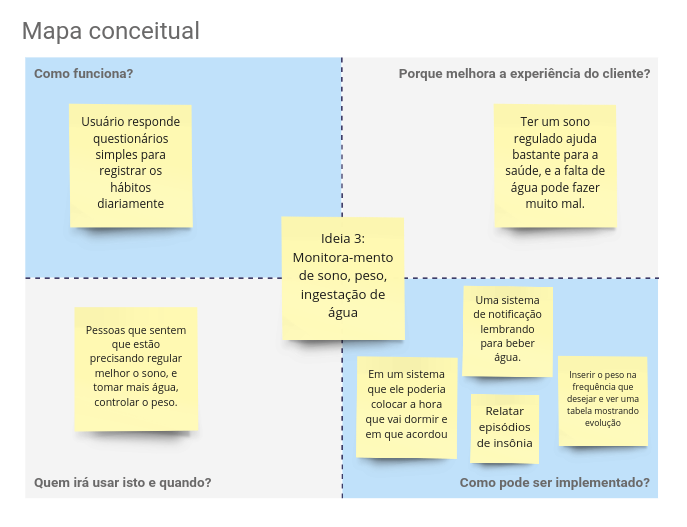 Mapa conceitual
Como funciona?
Porque melhora a experiência do cliente?
Usuário responde
questionários
simples para
registrar os
hábitos
diariamente
Ter um sono
regulado ajuda
bastante para a
saúde, e a falta de
água pode fazer
muito mal.
Ideia 3:
Monitora-mento
de sono, peso,
ingestação de
água
Pessoas que sentem
que estão
precisando regular
melhor o sono, e
tomar mais água,
controlar o peso.
Uma sistema
de notificação
lembrando
para beber
água.
Em um sistema
que ele poderia
colocar a hora
que vai dormir e
em que acordou
Relatar
episódios
de insônia
Inserir o peso na
frequência que
desejar e ver uma
tabela mostrando
evolução
Quem irá usar isto e quando?
Como pode ser implementado?